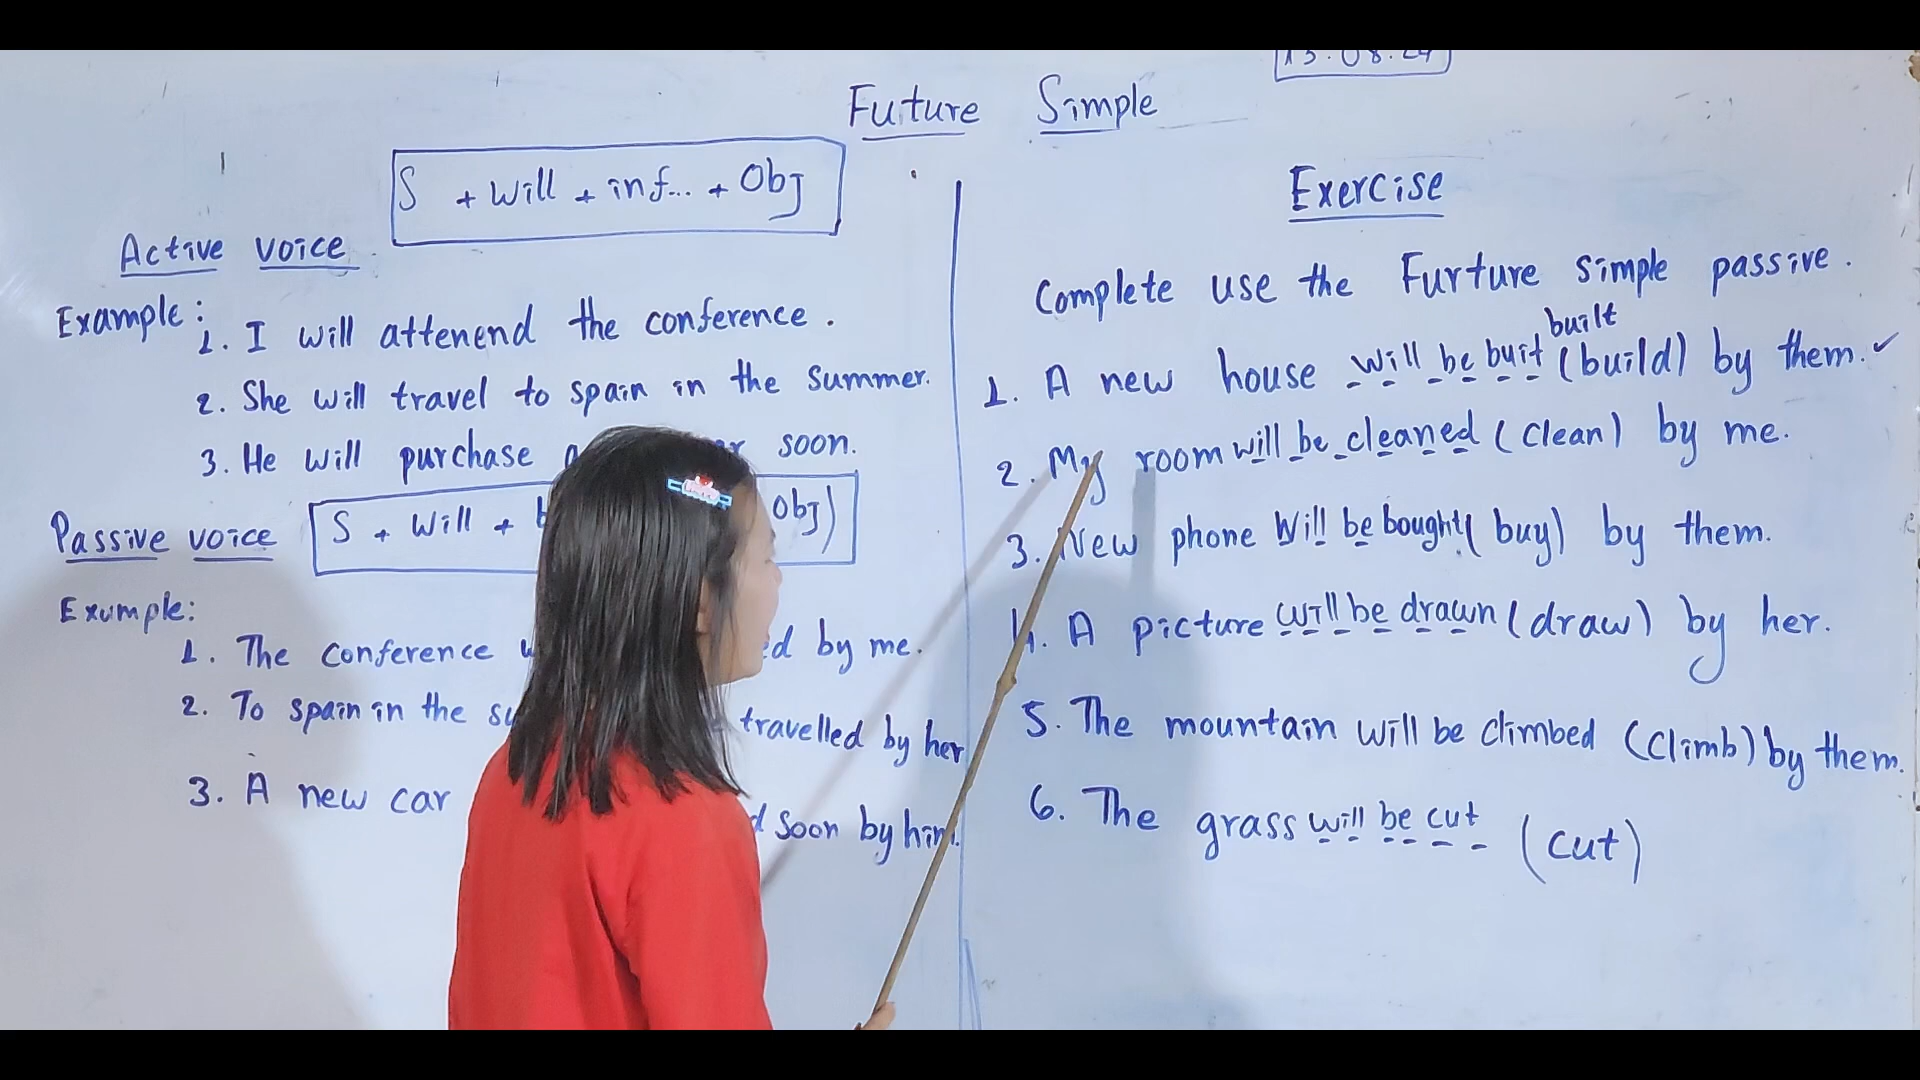 13.08.24
Future Simple
S + Will + inf... + Obj
Active voice
Example:
1. I will attenend the conference.
2. She will travel to spain in the summer.
3. He will purchase a soon.
Passive voice
S + Will + Obj)
Exumple:
1. The conference by me.
2. To spain in the travelled by her
3. A new car soon by him.
Exercise
Complete use the Furture simple passive.
built
1. A new house will be buit (build) by them. ✓
2. My room will be cleaned (clean) by me.
3. New phone Will be bought (buy) by them.
4. A picture will be drawn (draw) by her.
5. The mountain will be climbed (climb) by them.
6. The grass will be cut (cut)